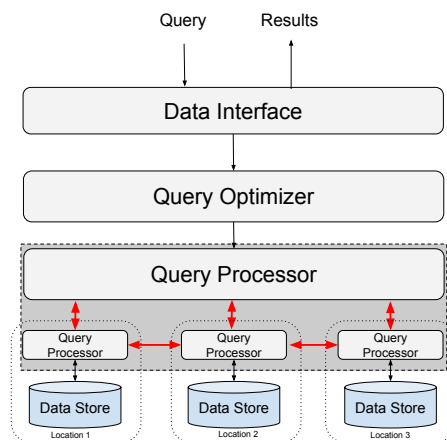 Query Results
Data Interface
Query Optimizer
Query Processor
Query
Processor
Query
Processor
Query
Processor
Data Store
Data Store
Data Store
Location 1
Location 2
Location 3